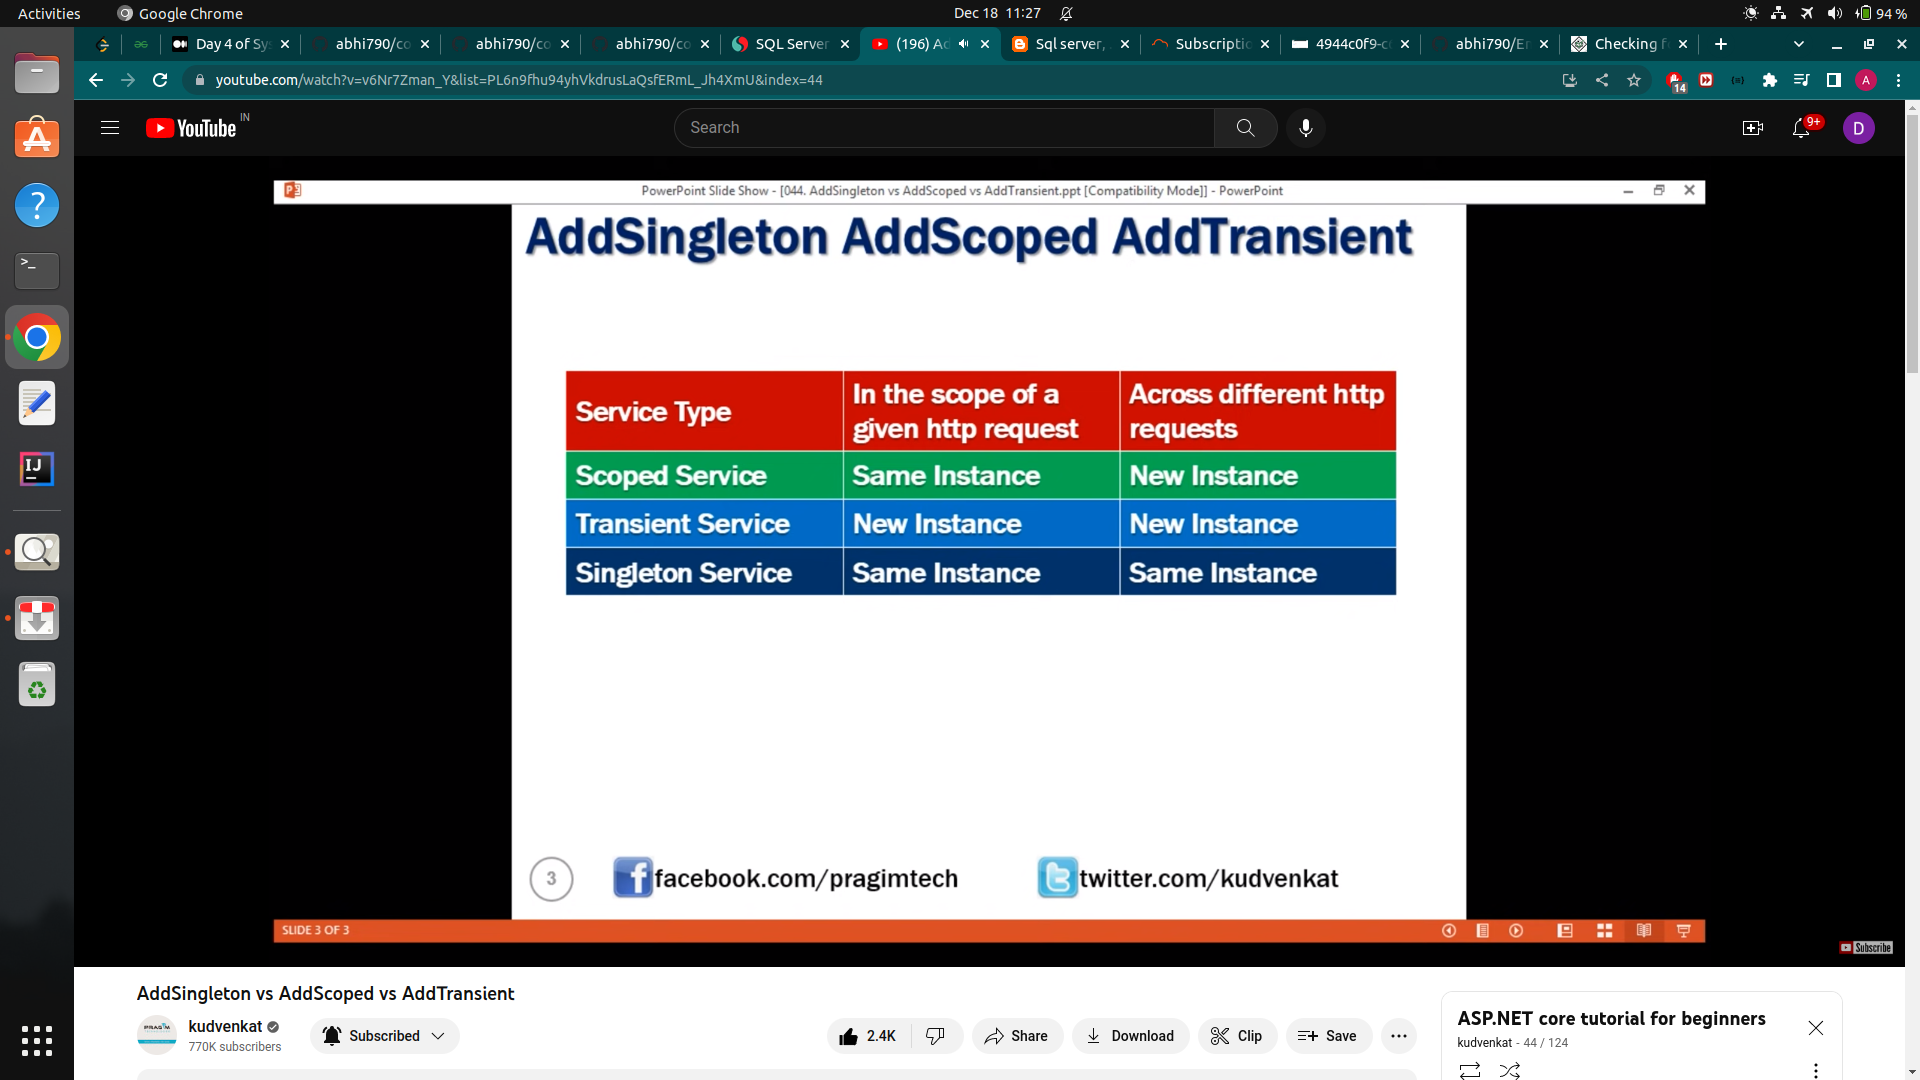 Activities
Google Chrome
Dec 18 11:27
94 %
Day 4 of Sys
abhi790/co
abhi790/co
abhi790/co
SQL Server
(196) Ad
Sql server,
Subscriptio
4944c0f9-c
abhi790/En
Checking f
youtube.com/watch?v=v6Nr7Zman_Y&list=PL6n9fhu94yhVkdrusLaQsfERmL_Jh4XmU&index=44
14
A
YouTube IN
Search
9+
D
PowerPoint Slide Show - [044. AddSingleton vs AddScoped vs AddTransient.ppt [Compatibility Mode]] - PowerPoint
AddSingleton AddScoped AddTransient
Service Type
In the scope of a
given http request
Across different http
requests
Scoped Service
Same Instance
New Instance
Transient Service
New Instance
New Instance
Singleton Service
Same Instance
Same Instance
3
facebook.com/pragimtech
twitter.com/kudvenkat
SLIDE 3 OF 3
Subscribe
AddSingleton vs AddScoped vs AddTransient
PRAGIM
kudvenkat
770K subscribers
Subscribed
2.4K
Share
Download
Clip
Save
ASP.NET core tutorial for beginners
kudvenkat - 44 / 124